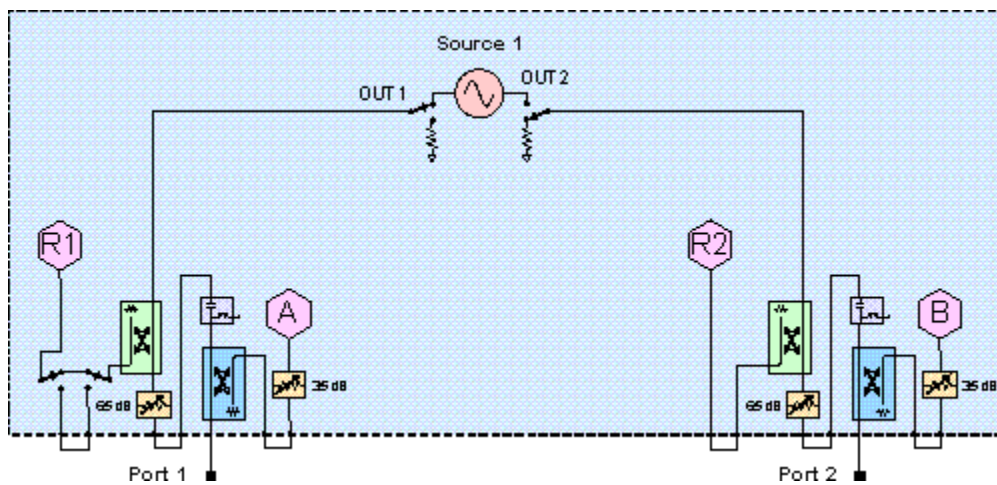 Source 1
OUT 1
OUT 2
R1
R2
A
B
65 dB
35 dB
65 dB
35 dB
Port 1
Port 2